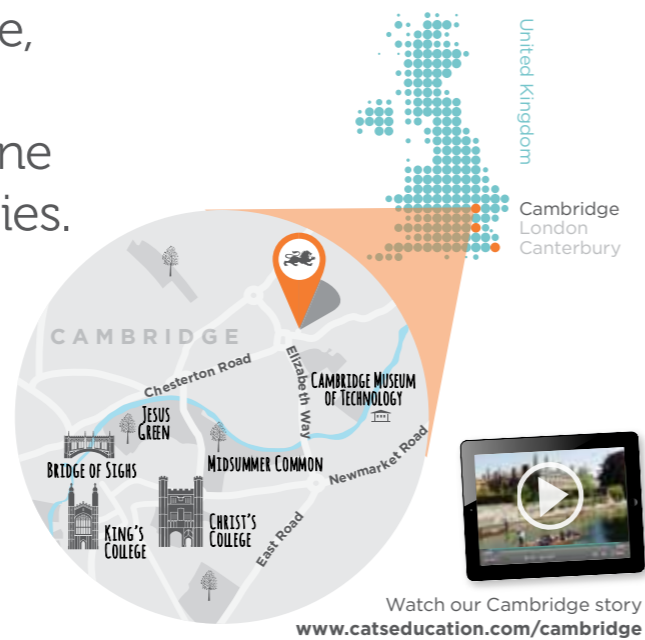 e,
ne
ies.
United Kingdom
Cambridge
London
Canterbury
CAMBRIDGE
Chesterton Road
Elizabeth Way
CAMBRIDGE MUSEUM
OF TECHNOLOGY
JESUS
GREEN
BRIDGE OF SIGHS
MIDSUMMER COMMON
Newmarket Road
KING'S
COLLEGE
CHRIST'S
COLLEGE
East Road
Watch our Cambridge story
www.catseducation.com/cambridge